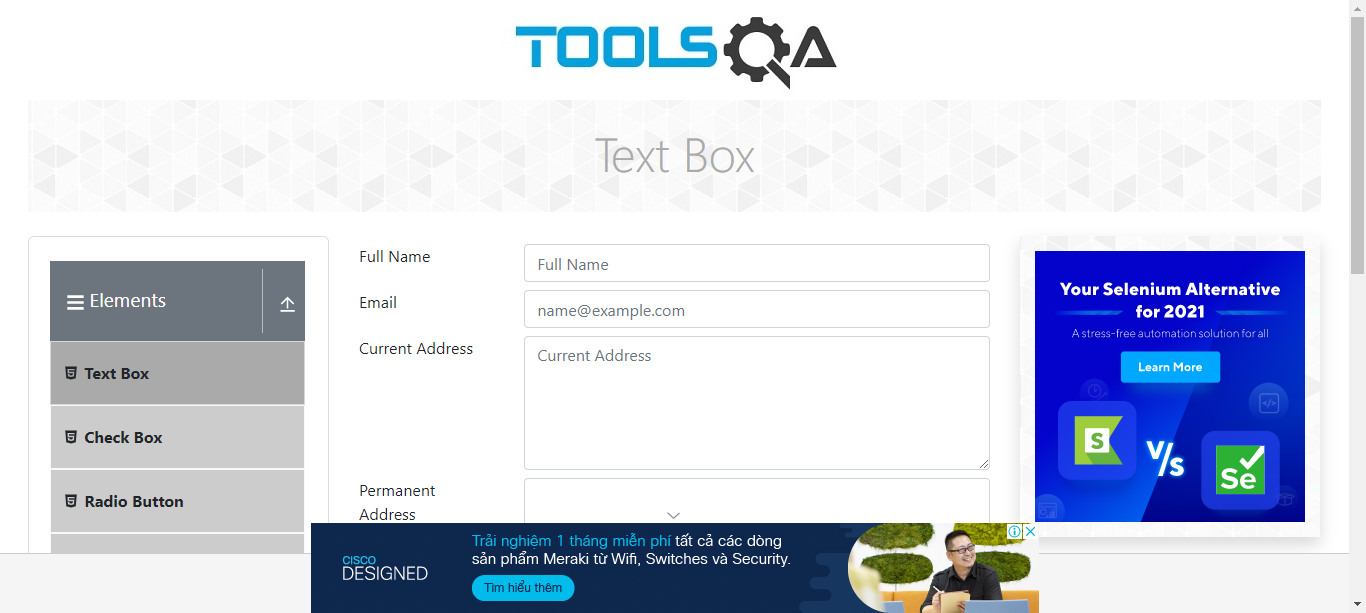 TOOLSQA
Text Box
Elements
Text Box
Check Box
Radio Button
Full Name
Full Name
Email
name@example.com
Current Address
Current Address
Permanent
Address
Your Selenium Alternative
for 2021
A stress-free automation solution for all
Learn More
S
V/s
Se
CISCO
DESIGNED
Trải nghiệm 1 tháng miễn phí tất cả các dòng
sản phẩm Meraki từ Wifi, Switches và Security.
Tìm hiểu thêm